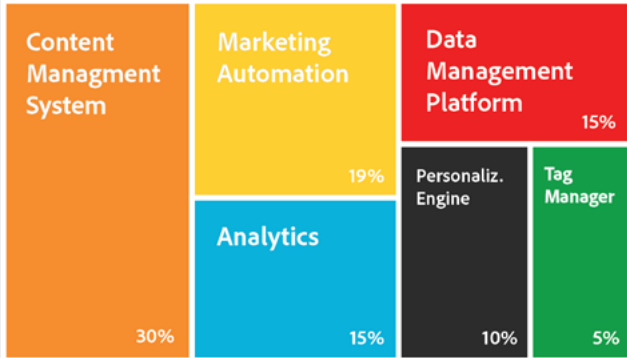 Content
Managment
System
30%
Marketing
Automation
19%
Analytics
15%
Data
Management
Platform
15%
Personaliz.
Engine
10%
Tag
Manager
5%